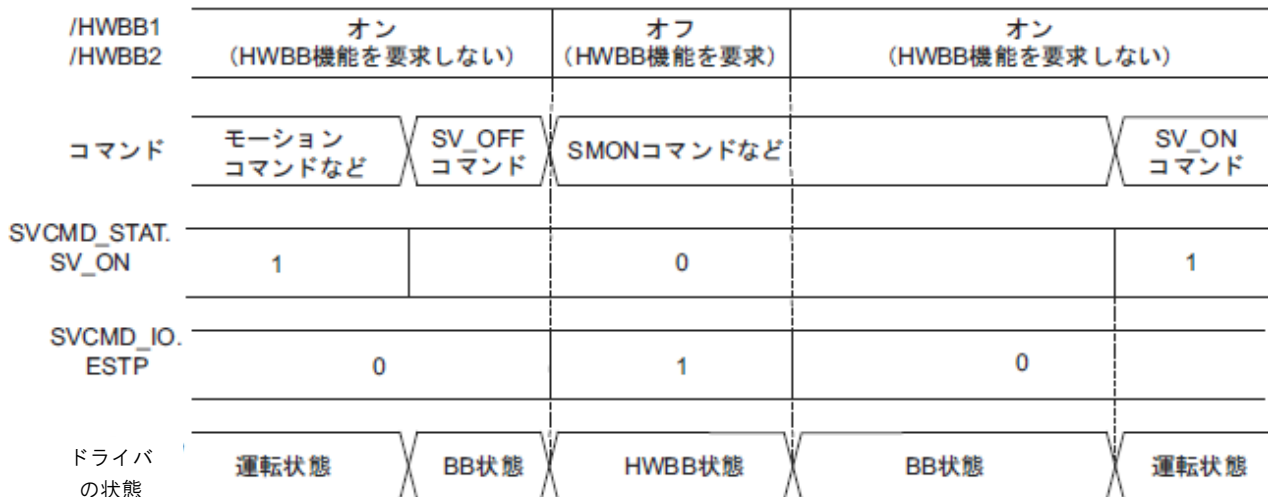 /HWBB1
/HWBB2
オン
(HWBB機能を要求しない)
オフ
(HWBB機能を要求)
オン
(HWBB機能を要求しない)
コマンド
モーション
コマンドなど
SV_OFF
コマンド
SMONコマンドなど
SV_ON
コマンド
SVCMD_STAT.
SV_ON
1
0
1
SVCMD_IO.
ESTP
0
1
0
ドライバ
の状態
運転状態
BB状態
HWBB状態
BB状態
運転状態